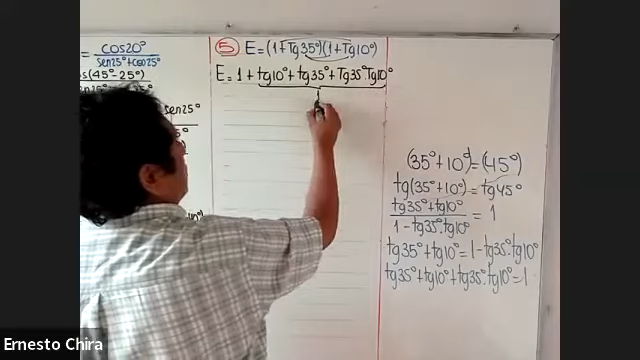 = cos20°
sen25°+cos25°
s(45°-25°)
sen25°
5 E=(1+Tg35°)(1+Tg10°)
E= 1 + tg10°+tg35°+Tg35°Tg10°
1
(35°+10°)=(45°)
tg(35°+10°)=tg45°
tg35°+tg10°
1-tg35°.tg10° = 1
tg35°+tg10°=1-tg35°.tg10°
tg35°+tg10°+tg35°.tg10°=1
Ernesto Chira